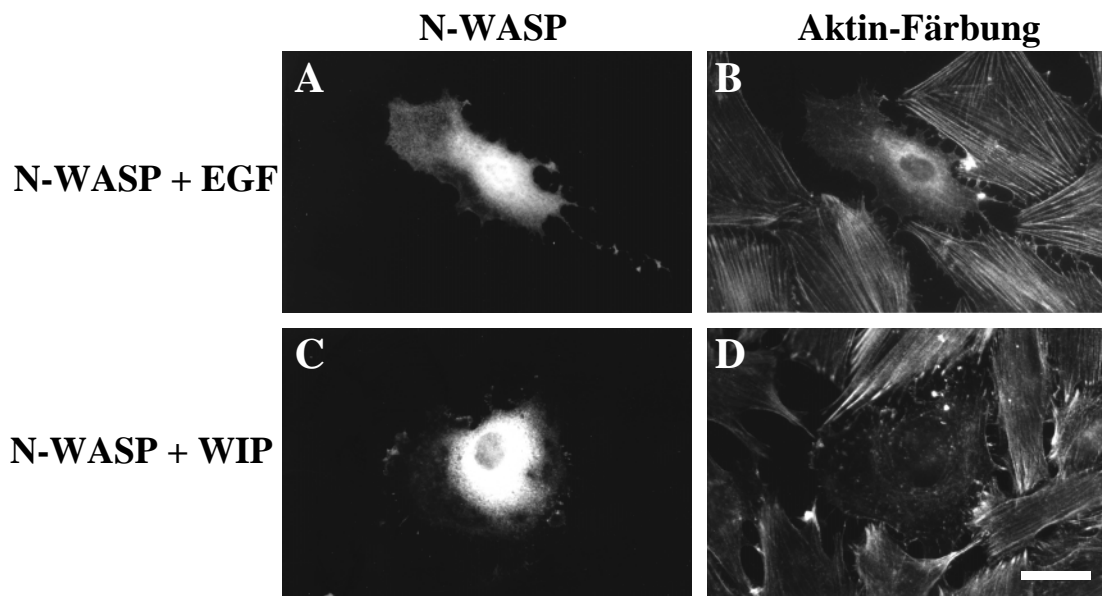 N-WASP
Aktin-Färbung
A
B
N-WASP + EGF
C
D
N-WASP + WIP